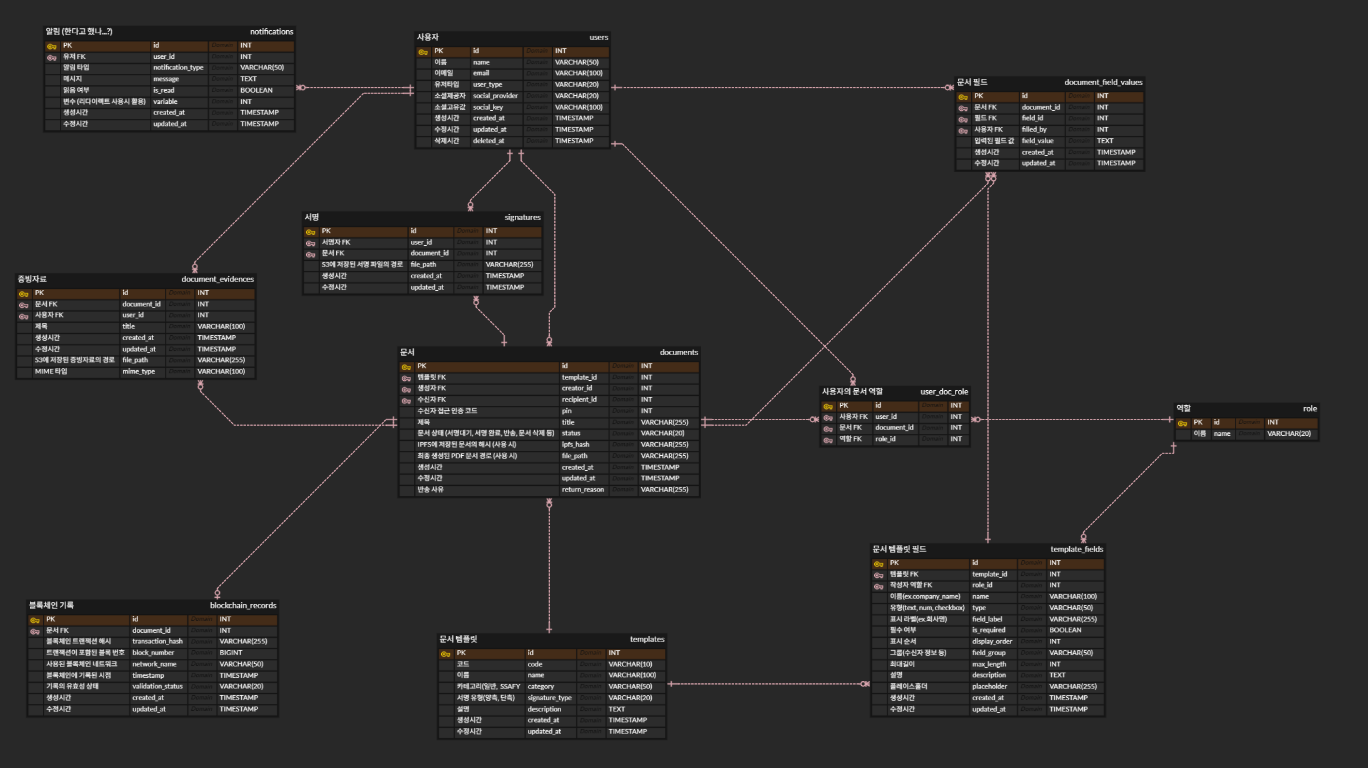 알림 (한다고 했나...?) notifications
PK id Domain INT
유저 FK user_id Domain INT
알림 타입 notification_type Domain VARCHAR(50)
메시지 message Domain TEXT
읽음 여부 is_read Domain BOOLEAN
변수 (리다이렉트 사용시 활용) variable Domain INT
생성시간 created_at Domain TIMESTAMP
수정시간 updated_at Domain TIMESTAMP
사용자 users
PK id Domain INT
이름 name Domain VARCHAR(50)
이메일 email Domain VARCHAR(100)
유저타입 user_type Domain VARCHAR(20)
소셜제공자 social_provider Domain VARCHAR(20)
소셜고유값 social_key Domain VARCHAR(100)
생성시간 created_at Domain TIMESTAMP
수정시간 updated_at Domain TIMESTAMP
삭제시간 deleted_at Domain TIMESTAMP
문서 필드 document_field_values
PK id Domain INT
문서 FK document_id Domain INT
필드 FK field_id Domain INT
사용자 FK filled_by Domain INT
입력된 필드 값 field_value Domain TEXT
생성시간 created_at Domain TIMESTAMP
수정시간 updated_at Domain TIMESTAMP
서명 signatures
PK id Domain INT
서명자 FK user_id Domain INT
문서 FK document_id Domain INT
S3에 저장된 서명 파일의 경로 file_path Domain VARCHAR(255)
생성시간 created_at Domain TIMESTAMP
수정시간 updated_at Domain TIMESTAMP
증빙자료 document_evidences
PK id Domain INT
문서 FK document_id Domain INT
사용자 FK user_id Domain INT
제목 title Domain VARCHAR(100)
생성시간 created_at Domain TIMESTAMP
수정시간 updated_at Domain TIMESTAMP
S3에 저장된 증빙자료의 경로 file_path Domain VARCHAR(255)
MIME 타입 mime_type Domain VARCHAR(100)
문서 documents
PK id Domain INT
템플릿 FK template_id Domain INT
생성자 FK creator_id Domain INT
수신자 FK recipient_id Domain INT
수신자 접근 인증 코드 pin Domain INT
제목 title Domain VARCHAR(255)
문서 상태 (서명대기, 서명 완료, 반송, 문서 삭제 등) status Domain VARCHAR(20)
IPFS에 저장된 문서의 해시 (사용 시) ipfs_hash Domain VARCHAR(255)
최종 생성된 PDF 문서 경로 (사용 시) file_path Domain VARCHAR(255)
생성시간 created_at Domain TIMESTAMP
수정시간 updated_at Domain TIMESTAMP
반송 사유 return_reason Domain VARCHAR(255)
사용자의 문서 역할 user_doc_role
PK id Domain INT
사용자 FK user_id Domain INT
문서 FK document_id Domain INT
역할 FK role_id Domain INT
역할 role
PK id Domain INT
이름 name Domain VARCHAR(20)
문서 템플릿 필드 template_fields
PK id Domain INT
템플릿 FK template_id Domain INT
작성자 역할 FK role_id Domain INT
이름(ex.company_name) name Domain VARCHAR(100)
유형(text, num, checkbox) type Domain VARCHAR(50)
표시 라벨(ex.회사명) field_label Domain VARCHAR(255)
필수 여부 is_required Domain BOOLEAN
표시 순서 display_order Domain INT
그룹(수신자 정보 등) field_group Domain VARCHAR(50)
최대길이 max_length Domain INT
설명 description Domain TEXT
플레이스홀더 placeholder Domain VARCHAR(255)
생성시간 created_at Domain TIMESTAMP
수정시간 updated_at Domain TIMESTAMP
블록체인 기록 blockchain_records
PK id Domain INT
문서 FK document_id Domain INT
블록체인 트랜잭션 해시 transaction_hash Domain VARCHAR(255)
트랜잭션이 포함된 블록 번호 block_number Domain BIGINT
사용된 블록체인 네트워크 network_name Domain VARCHAR(50)
블록체인에 기록된 시점 timestamp Domain TIMESTAMP
기록의 유효성 상태 validation_status Domain VARCHAR(20)
생성시간 created_at Domain TIMESTAMP
수정시간 updated_at Domain TIMESTAMP
문서 템플릿 templates
PK id Domain INT
코드 code Domain VARCHAR(10)
이름 name Domain VARCHAR(100)
카테고리(일반, SSAFY category Domain VARCHAR(50)
서명 유형(양측, 단측) signature_type Domain VARCHAR(20)
설명 description Domain TEXT
생성시간 created_at Domain TIMESTAMP
수정시간 updated_at Domain TIMESTAMP